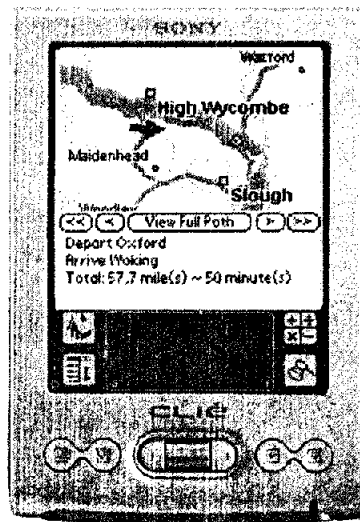 SONY
Watford
High Wycombe
Maidenhead
Slough
<< < View Full Path > >>
Depart Oxford
Arrive Woking
Total: 57.7 mile(s) ~ 50 minute(s)
CLIE